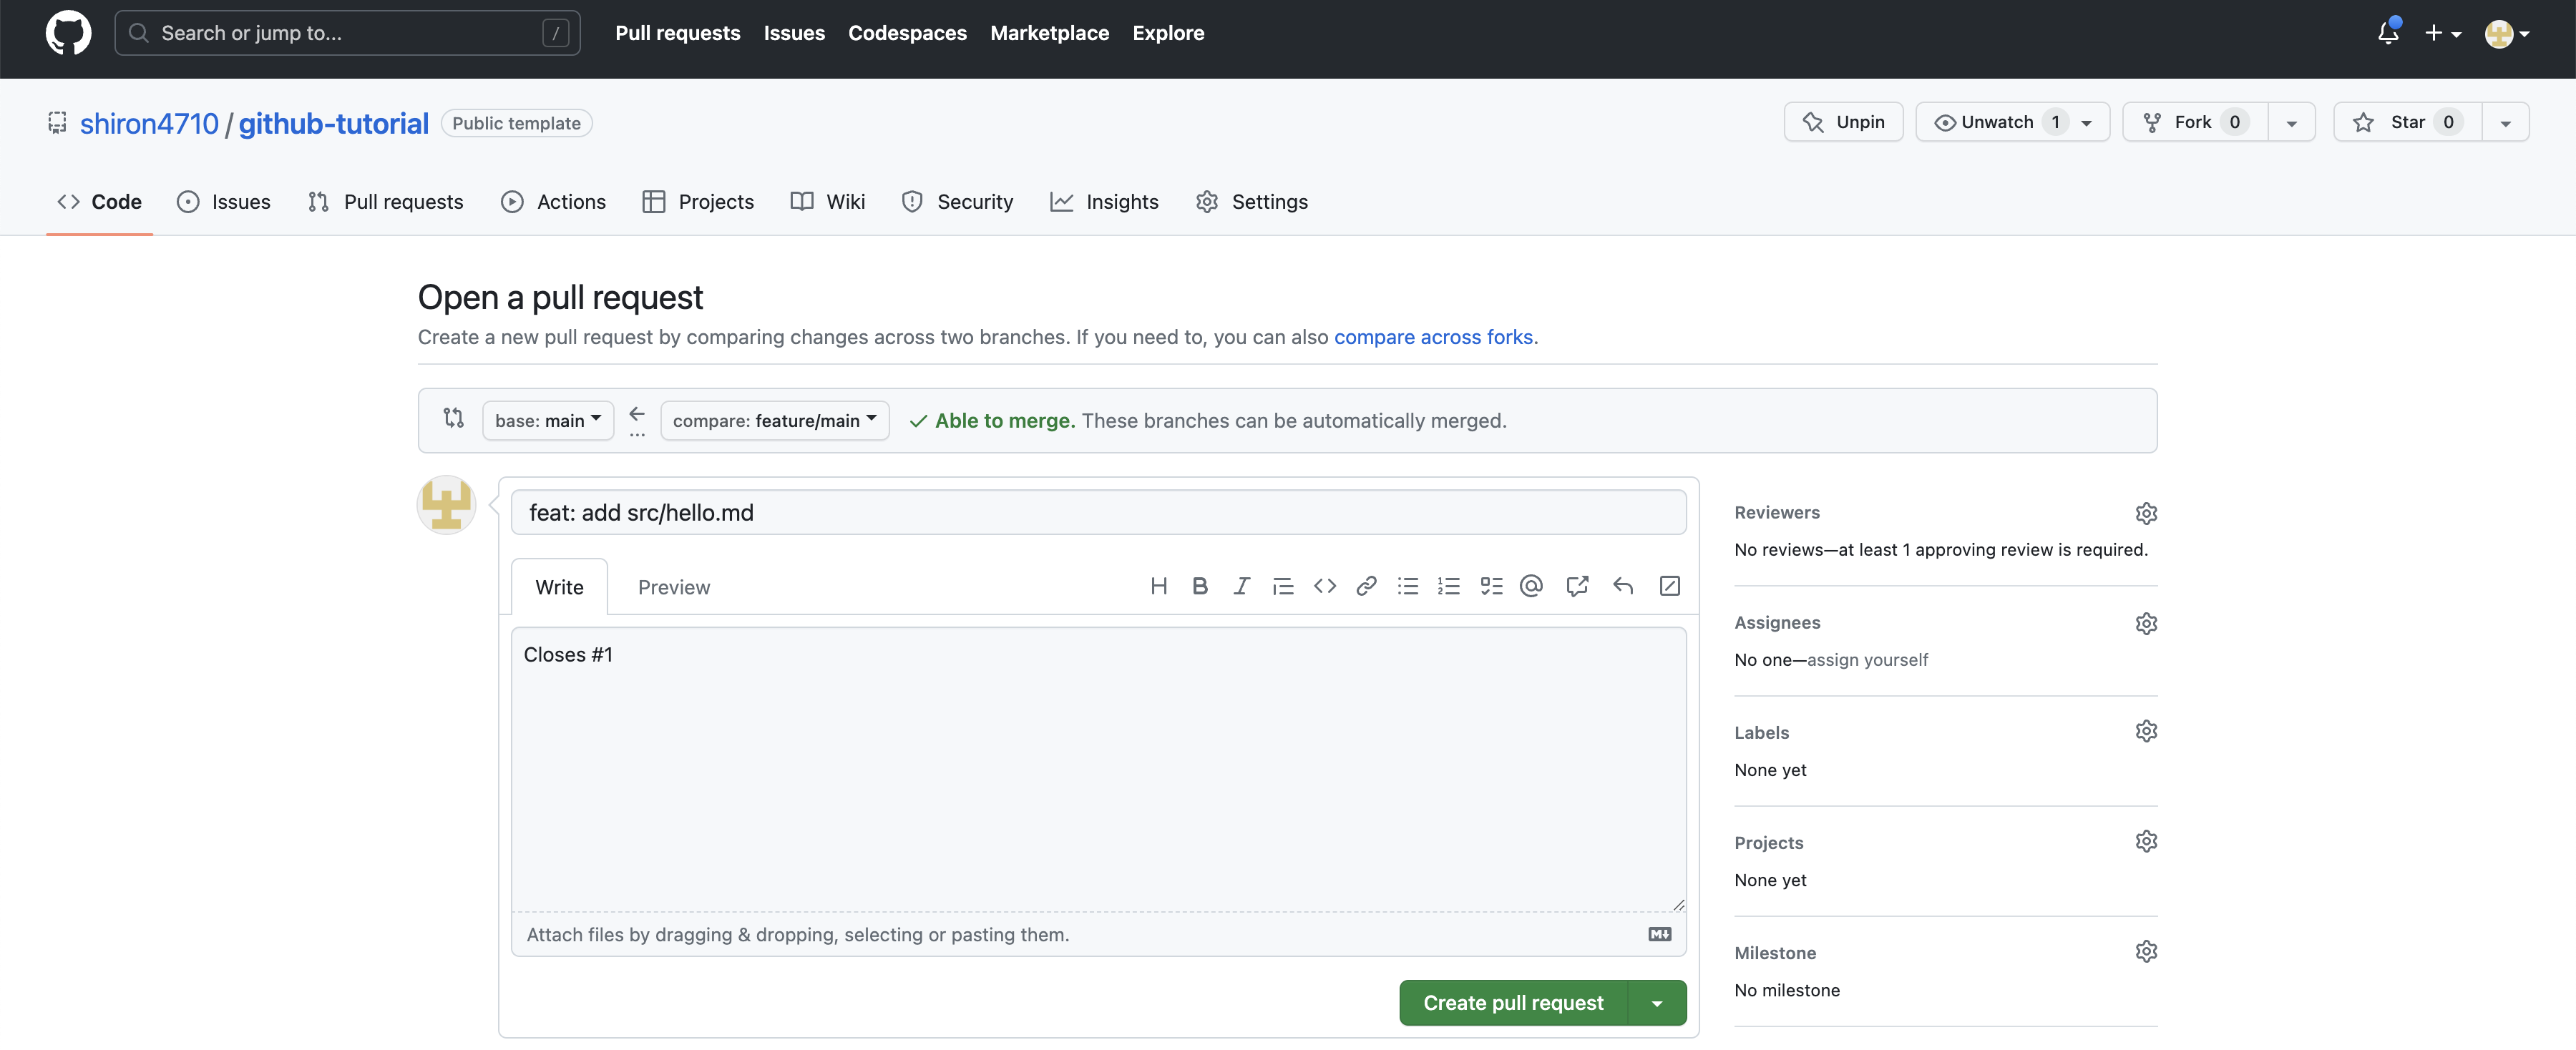 Search or jump to... / Pull requests Issues Codespaces Marketplace Explore
shiron4710 / github-tutorial Public template Unpin Unwatch 1 Fork 0 Star 0
Code Issues Pull requests Actions Projects Wiki Security Insights Settings
Open a pull request
Create a new pull request by comparing changes across two branches. If you need to, you can also compare across forks.
base: main ... compare: feature/main Able to merge. These branches can be automatically merged.
feat: add src/hello.md
Write Preview
Closes #1
Attach files by dragging & dropping, selecting or pasting them.
Create pull request
Reviewers
No reviews—at least 1 approving review is required.
Assignees
No one—assign yourself
Labels
None yet
Projects
None yet
Milestone
No milestone